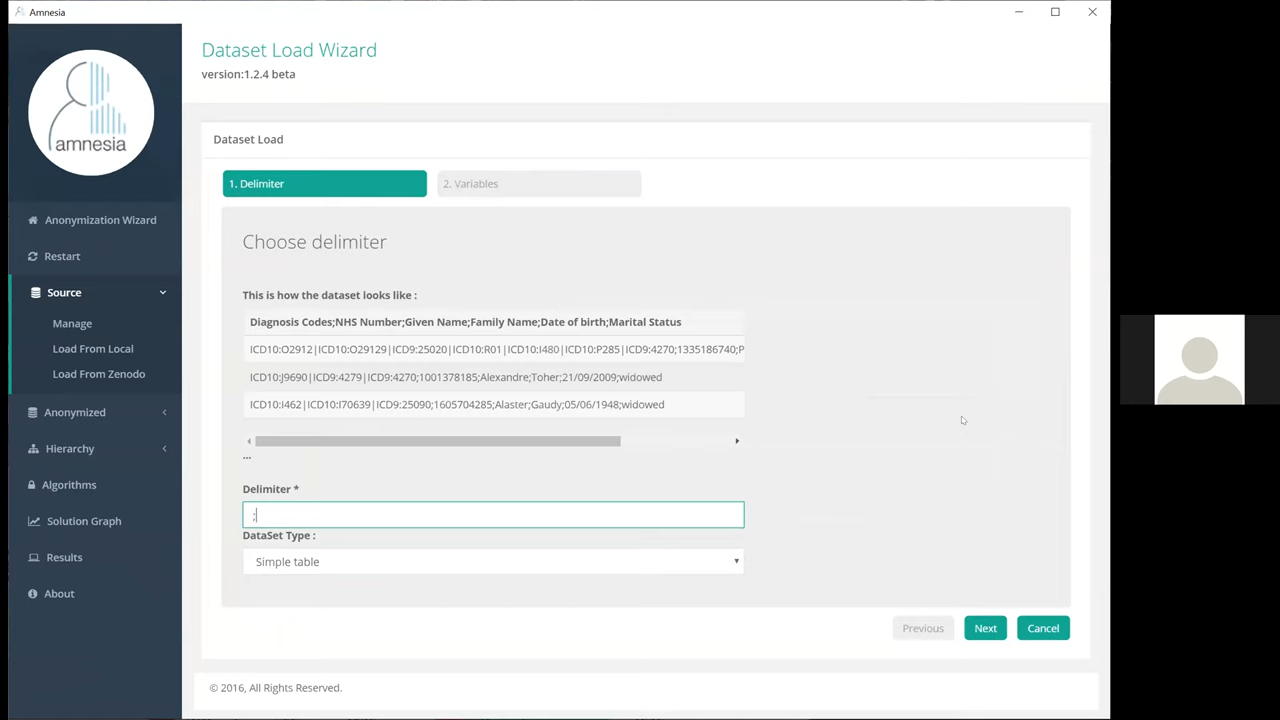 Amnesia
Dataset Load Wizard
version:1.2.4 beta
amnesia
Dataset Load
1. Delimiter
2. Variables
Anonymization Wizard
Restart
Source
Manage
Load From Local
Load From Zenodo
Anonymized
Hierarchy
Algorithms
Solution Graph
Results
About
Choose delimiter
This is how the dataset looks like :
Diagnosis Codes;NHS Number;Given Name;Family Name;Date of birth;Marital Status
ICD10:O2912|ICD10:O29129|ICD9:25020|ICD10:R01|ICD10:I480|ICD10:P285|ICD9:4270;1335186740;P
ICD10:J9690|ICD9:4279|ICD9:4270;1001378185;Alexandre;Toher;21/09/2009;widowed
ICD10:I462|ICD10:I70639|ICD9:25090;1605704285;Alaster;Gaudy;05/06/1948;widowed
...
Delimiter *
;
DataSet Type :
Simple table
Previous
Next
Cancel
© 2016, All Rights Reserved.